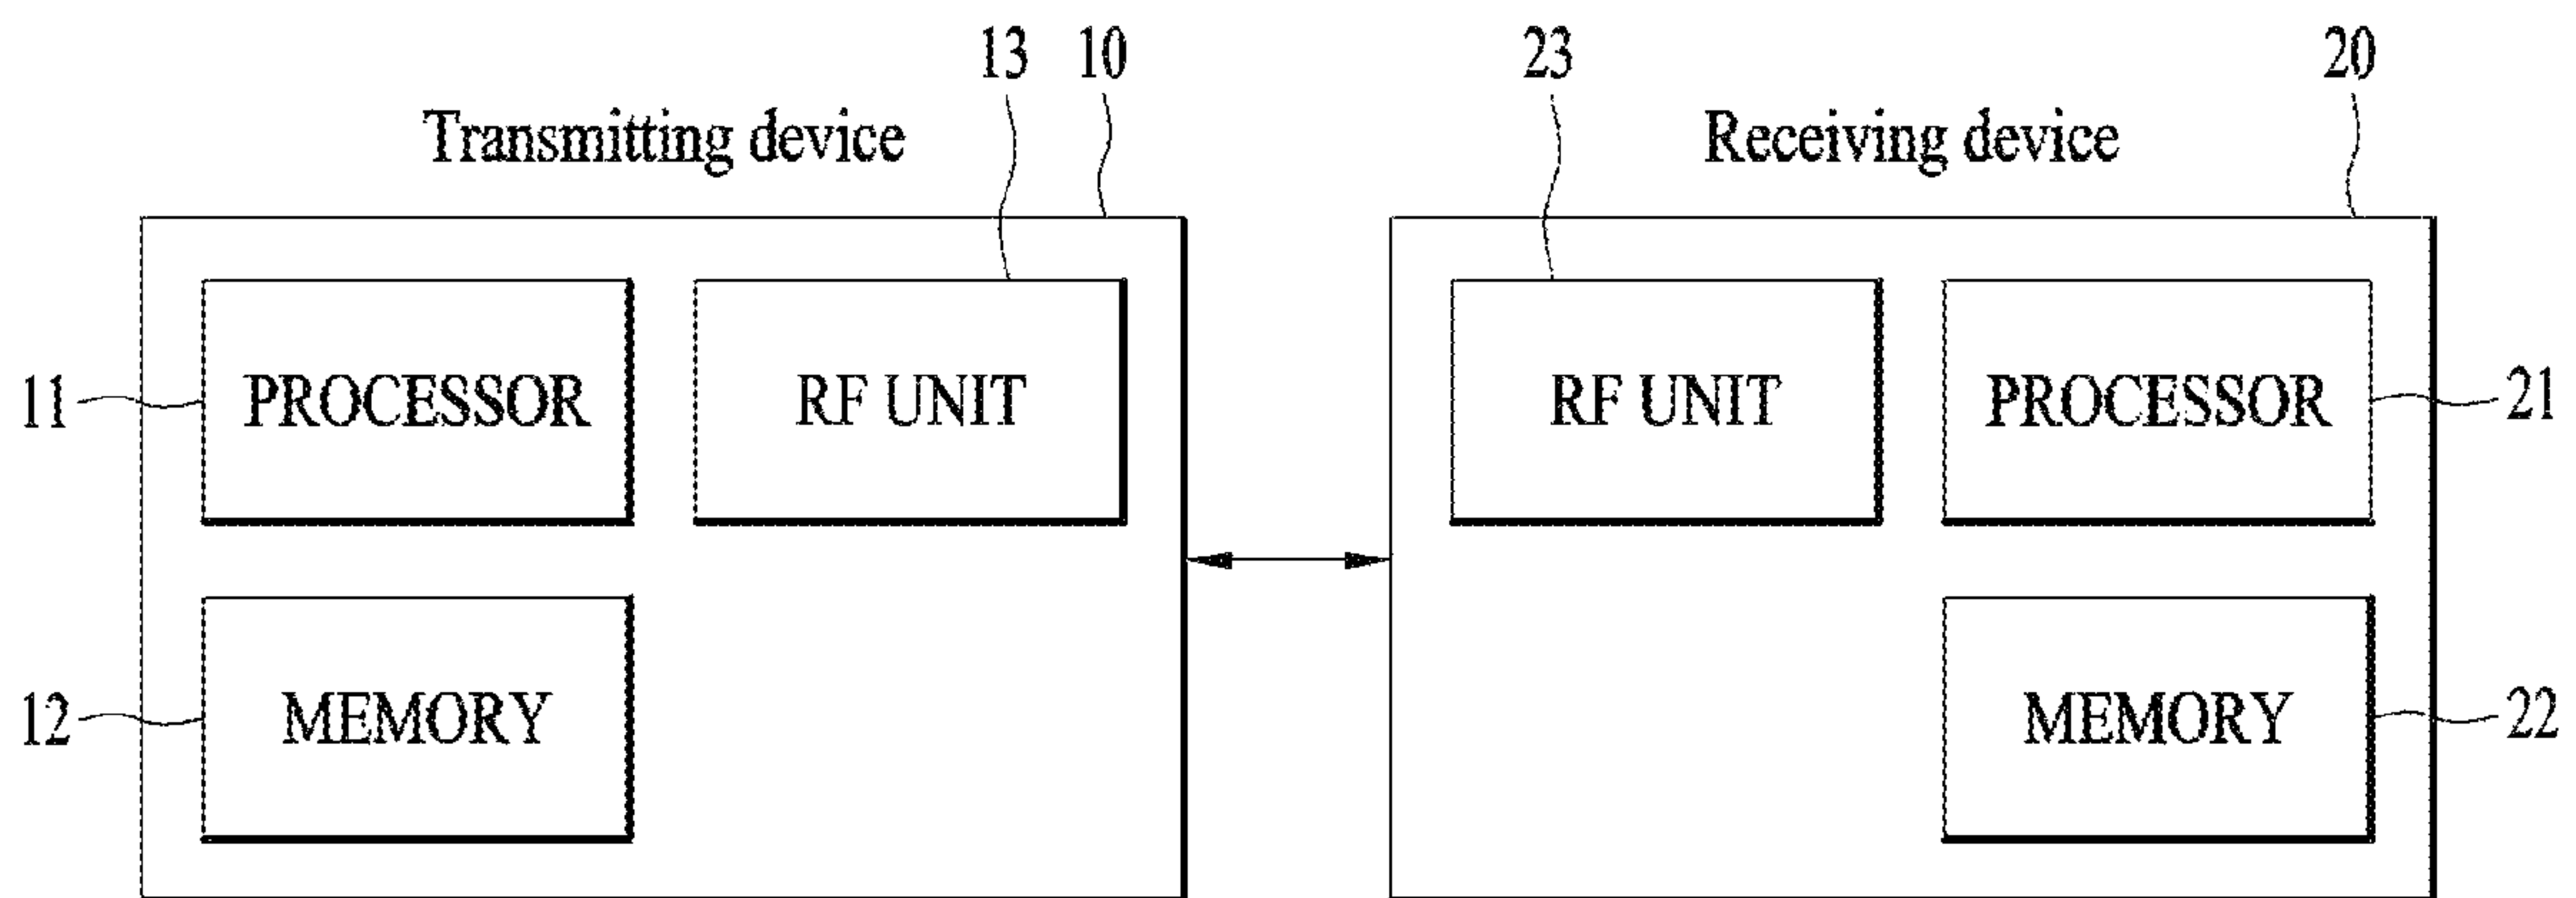 13 10 23 20
Transmitting device Receiving device
11 PROCESSOR RF UNIT RF UNIT PROCESSOR 21
12 MEMORY MEMORY 22